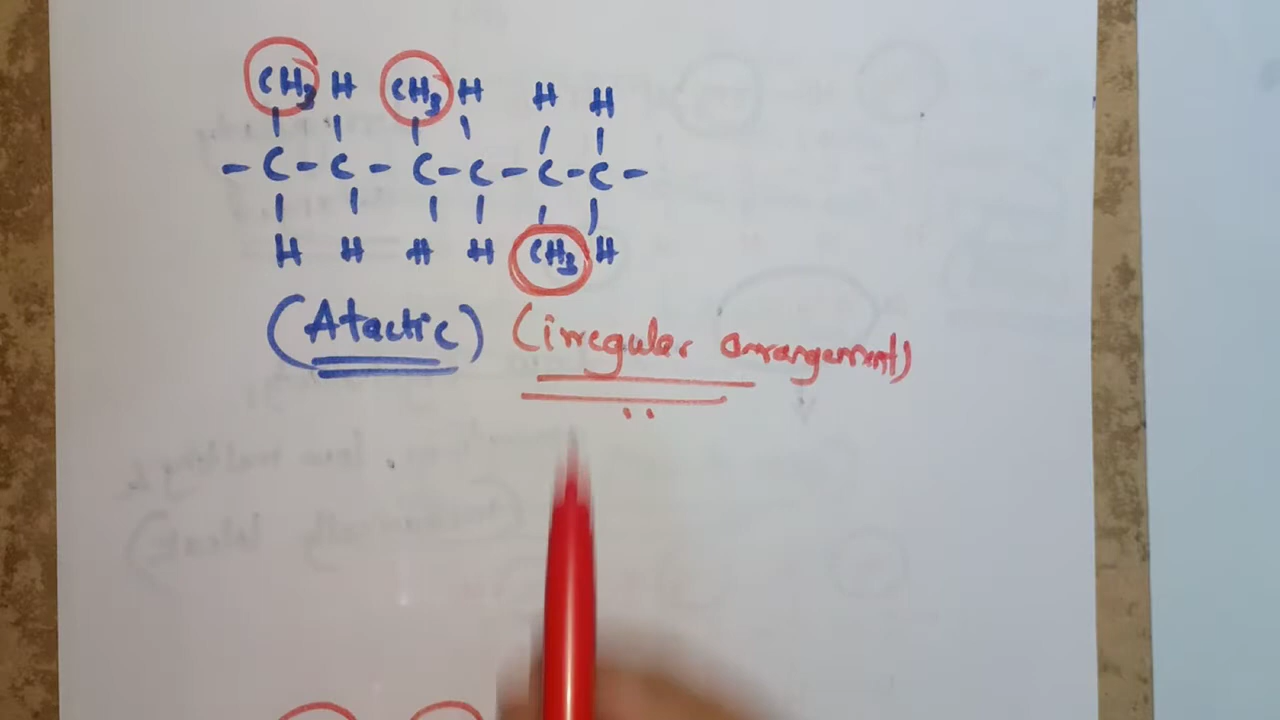 CH3 H CH3 H H H
- C - C - C - C - C - C -
H H H H CH3 H
(Atactic) (irregular arrangement)